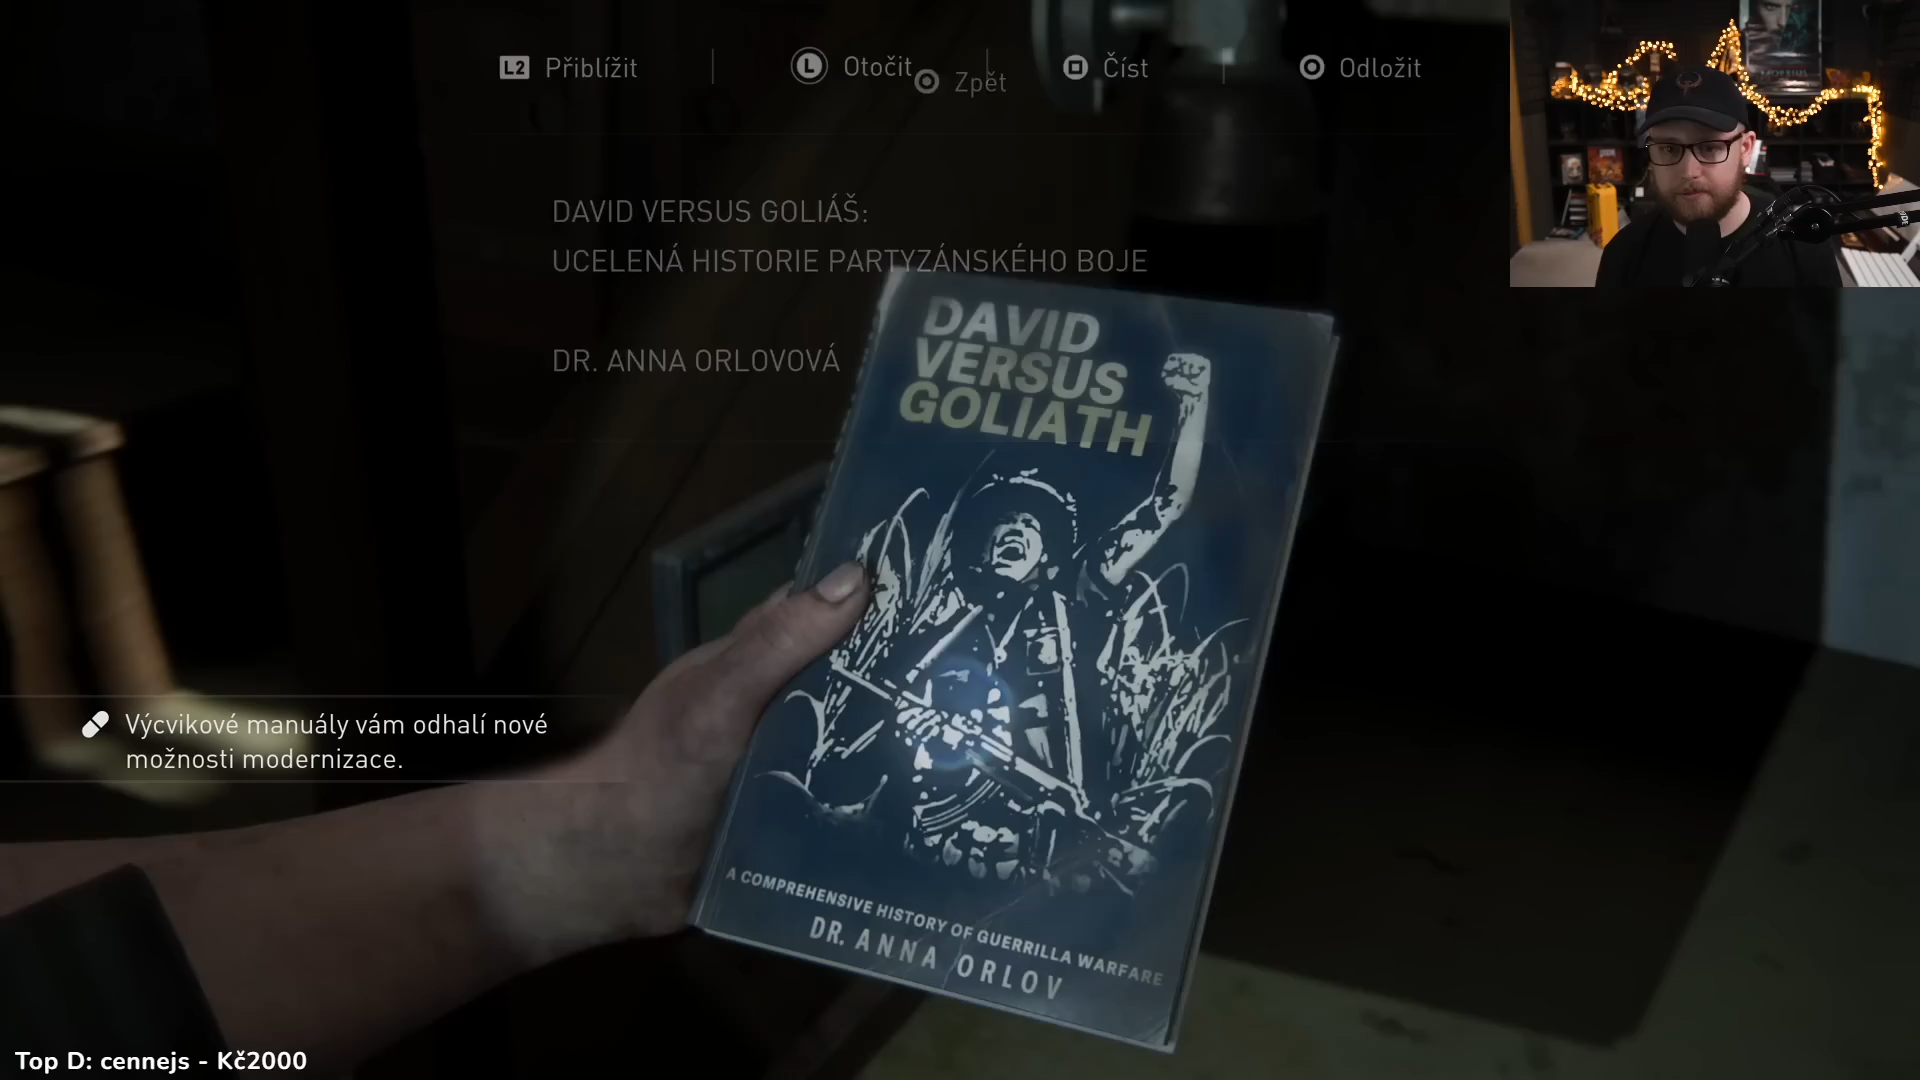 L2 Přiblížit
L Otočit
Zpět
Číst
Odložit
DAVID VERSUS GOLIÁŠ:
UCELENÁ HISTORIE PARTYZÁNSKÉHO BOJE
DR. ANNA ORLOVOVÁ
DAVID
VERSUS
GOLIATH
A COMPREHENSIVE HISTORY OF GUERRILLA WARFARE
DR. ANNA ORLOV
Výcvikové manuály vám odhalí nové
možnosti modernizace.
Top D: cennejs - Kč2000